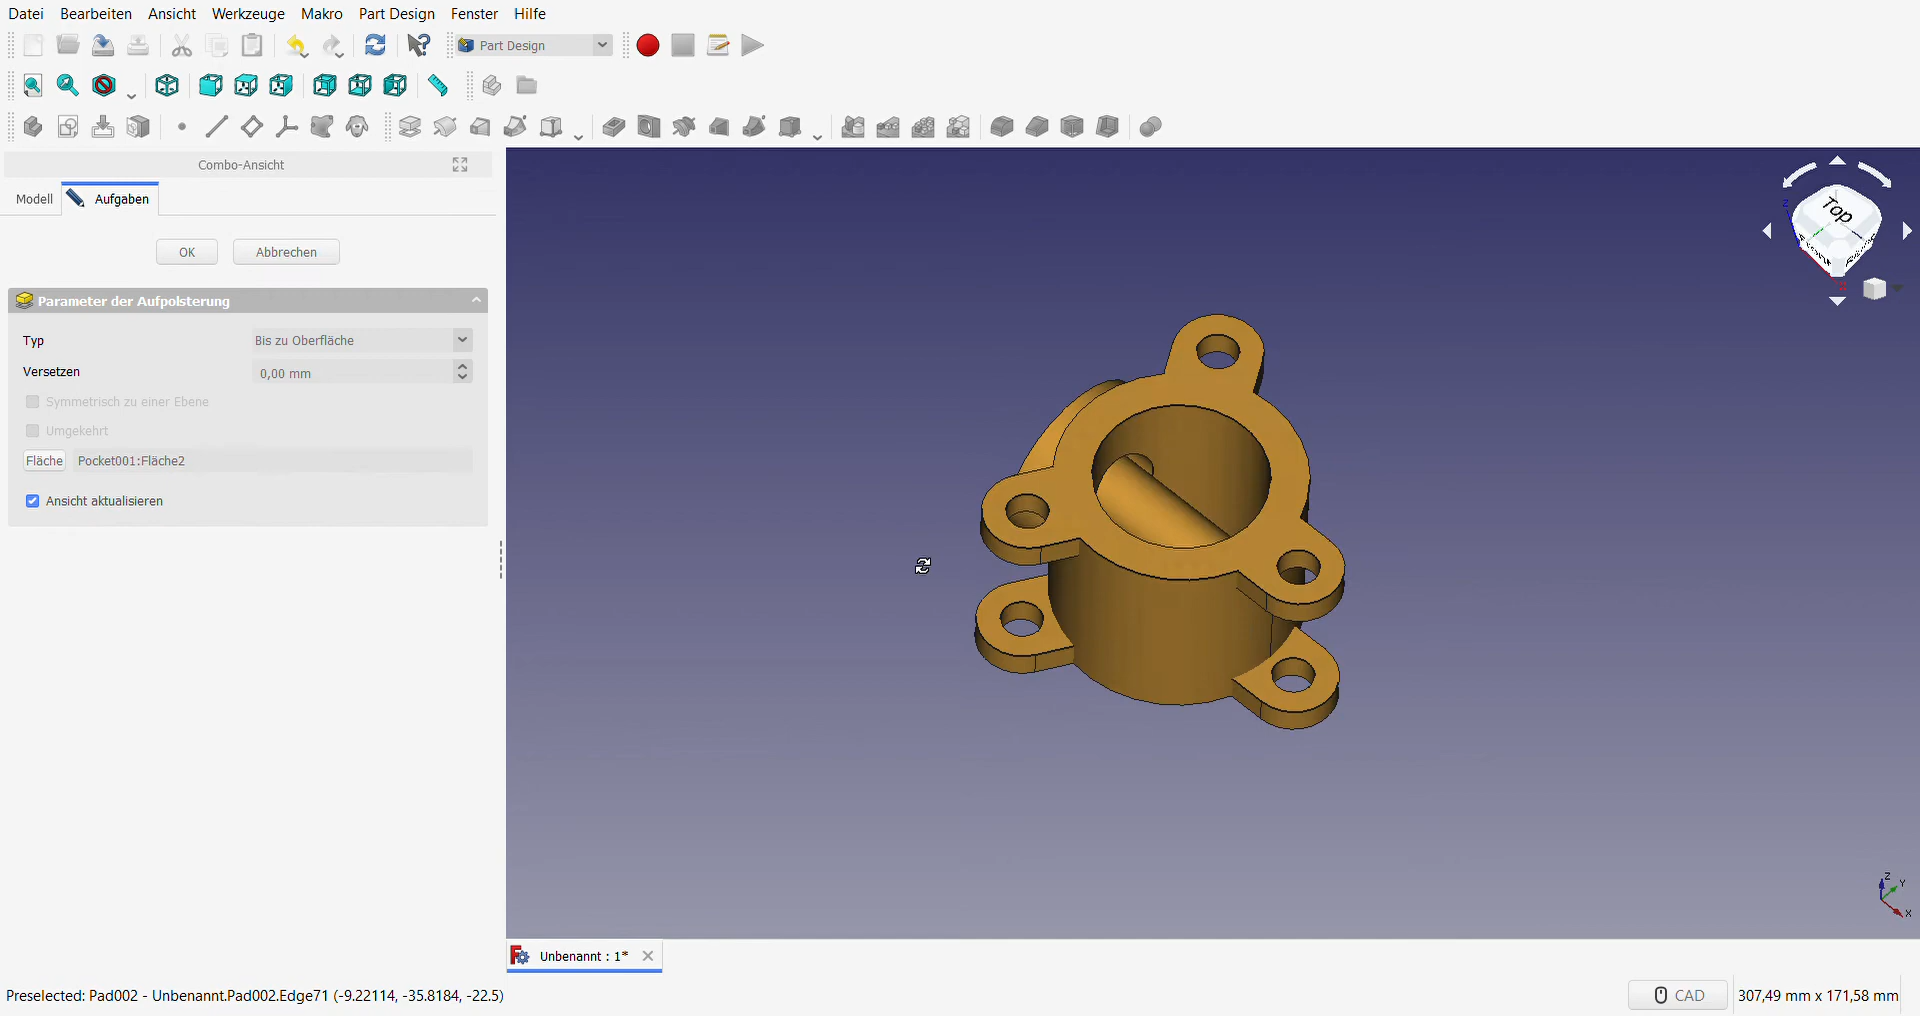 Datei Bearbeiten Ansicht Werkzeuge Makro Part Design Fenster Hilfe
Part Design
Combo-Ansicht
Modell Aufgaben
OK Abbrechen
Parameter der Aufpolsterung
Typ Bis zu Oberfläche
Versetzen 0,00 mm
Symmetrisch zu einer Ebene
Umgekehrt
Fläche Pocket001:Fläche2
Ansicht aktualisieren
Top
Z
Z
Y
X
Unbenannt : 1*
Preselected: Pad002 - Unbenannt.Pad002.Edge71 (-9.22114, -35.8184, -22.5)
CAD 307,49 mm x 171,58 mm